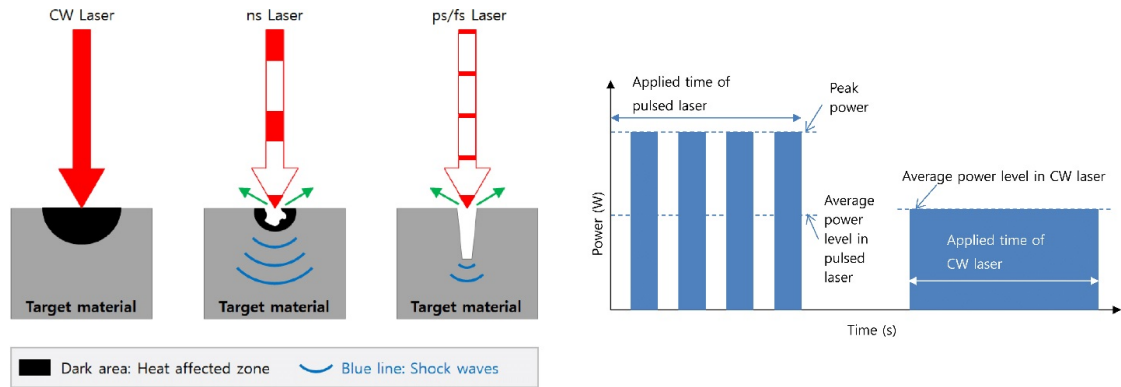 CW Laser
ns Laser
ps/fs Laser
Target material
Target material
Target material
Dark area: Heat affected zone
Blue line: Shock waves
Applied time of
pulsed laser
Peak
power
Average power level in CW laser
Average
power
level in
pulsed
laser
Applied time of
CW laser
Power (W)
Time (s)